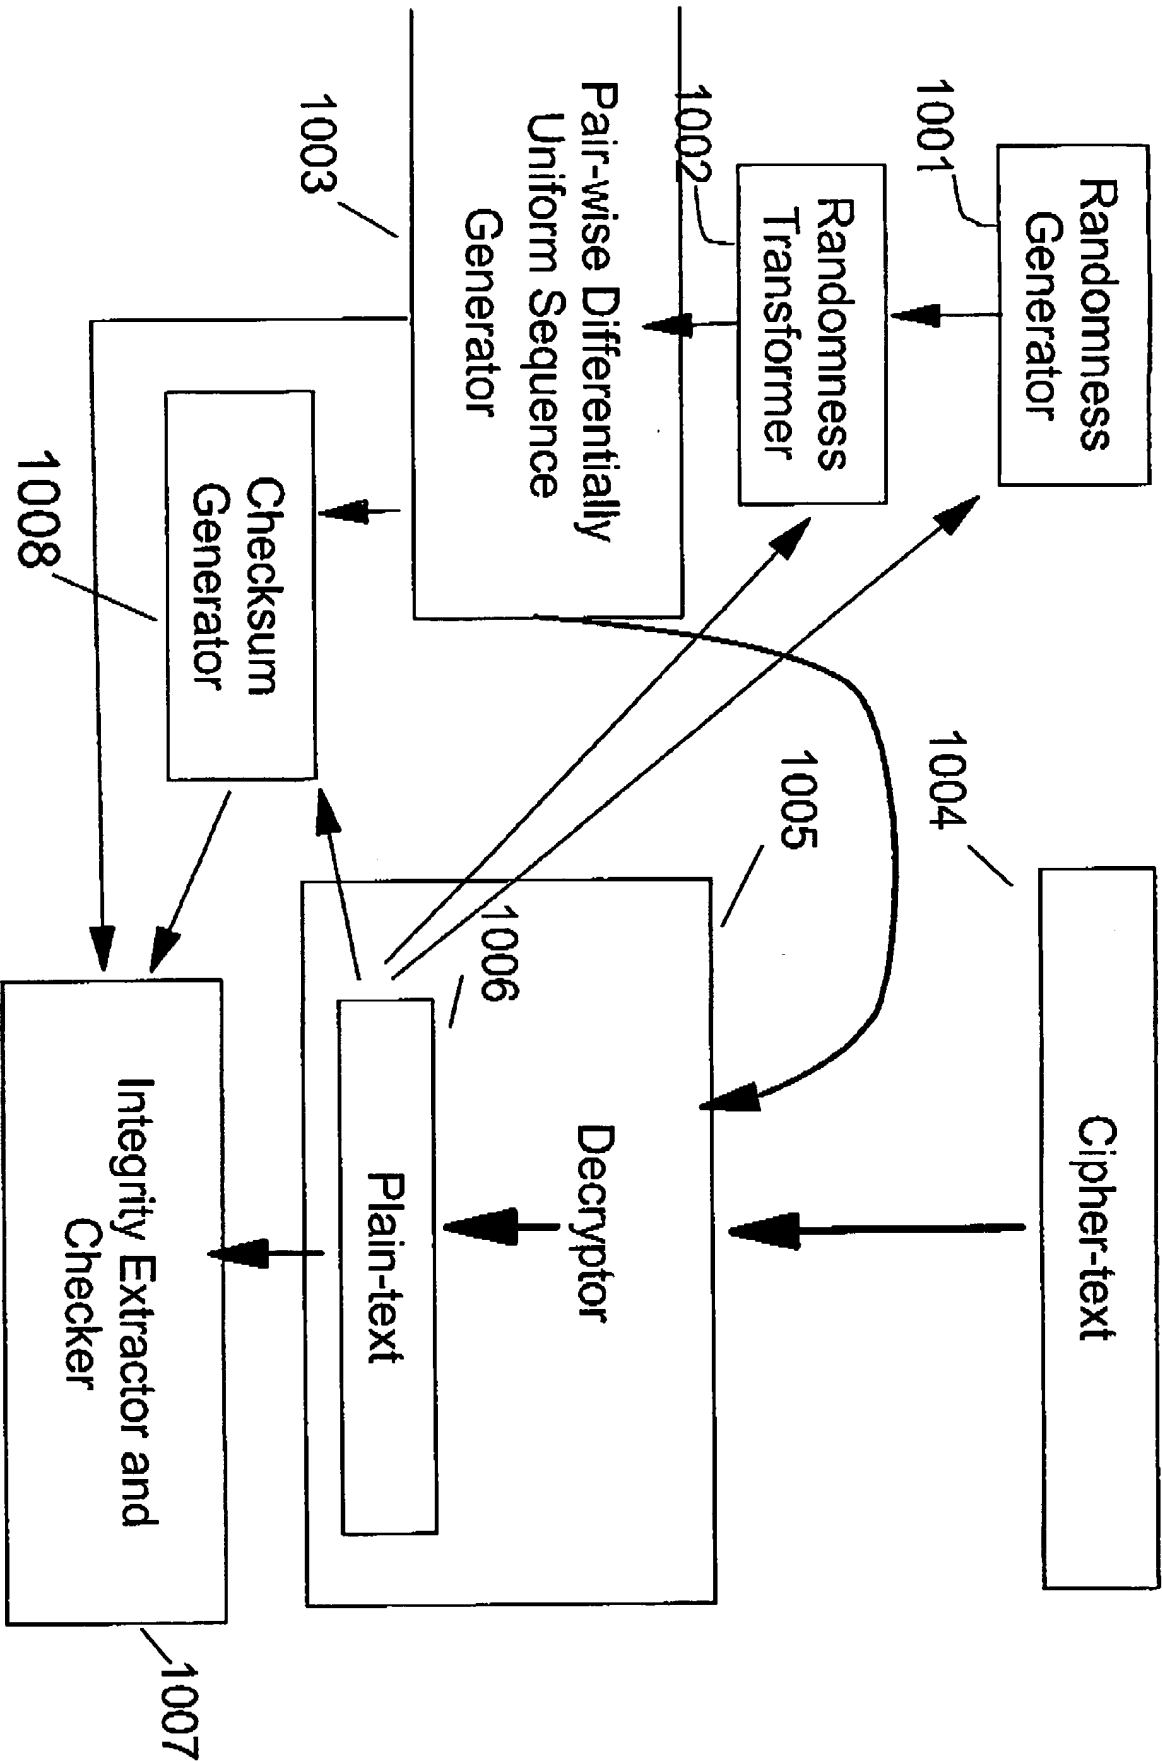 Randomness
Generator
1001
Randomness
Transformer
1002
Pair-wise Differentially
Uniform Sequence
Generator
1003
Checksum
Generator
1008
Cipher-text
1004
1005
Decryptor
1006
Plain-text
Integrity Extractor and
Checker
1007